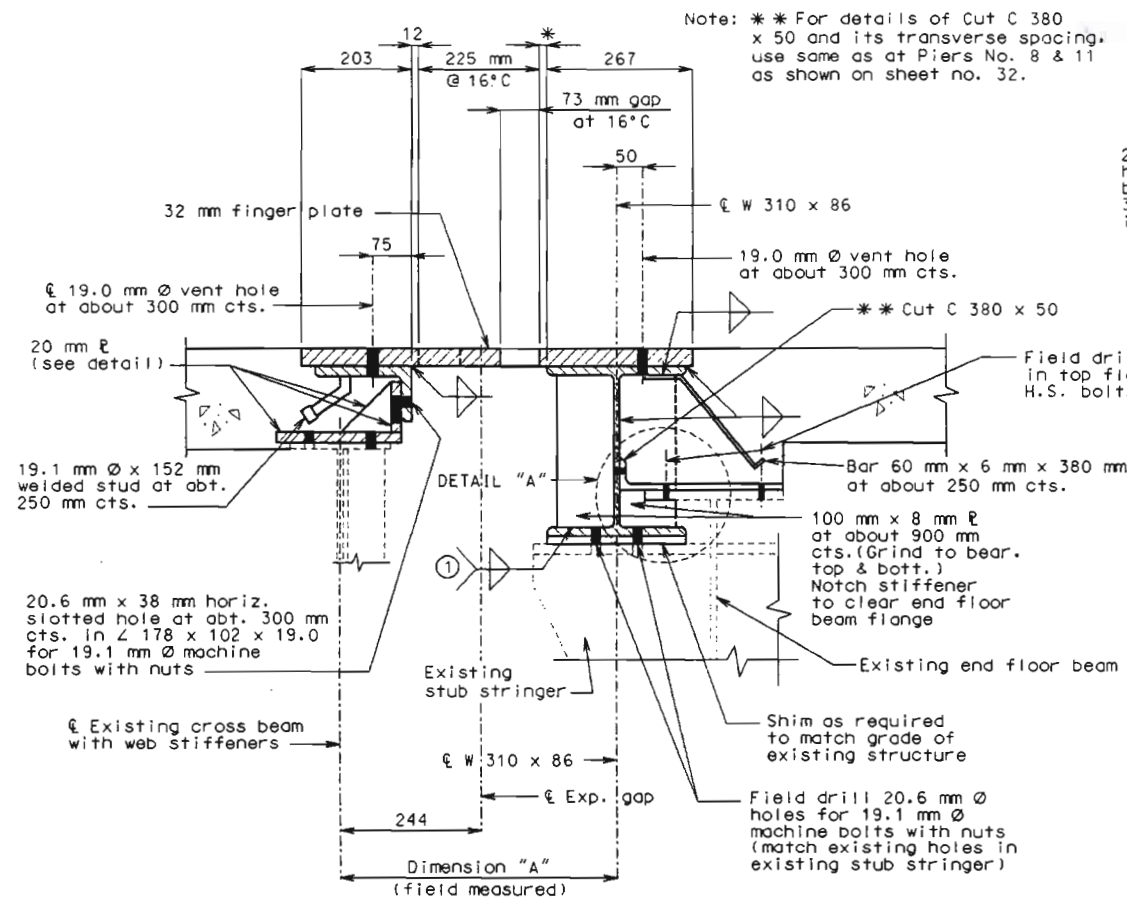 Note: * * For details of Cut C 380
x 50 and its transverse spacing,
use same as at Piers No. 8 & 11
as shown on sheet no. 32.
12
*
203
225 mm
@ 16°C
267
73 mm gap
at 16°C
50
℄ W 310 x 86
32 mm finger plate
75
19.0 mm Ø vent hole
at about 300 mm cts.
℄ 19.0 mm Ø vent hole
at about 300 mm cts.
* * Cut C 380 x 50
20 mm ⅊
(see detail)
Field dril
in top fl
H.S. bolt
19.1 mm Ø x 152 mm
welded stud at abt.
250 mm cts.
DETAIL "A"
Bar 60 mm x 6 mm x 380 mm
at about 250 mm cts.
100 mm x 8 mm ⅊
at about 900 mm
cts.(Grind to bear.
top & bott.)
Notch stiffener
to clear end floor
beam flange
1
20.6 mm x 38 mm horiz.
slotted hole at abt. 300 mm
cts. in ∠ 178 x 102 x 19.0
for 19.1 mm Ø machine
bolts with nuts
Existing
stub stringer
Existing end floor beam
℄ Existing cross beam
with web stiffeners
Shim as required
to match grade of
existing structure
℄ W 310 x 86
℄ Exp. gap
Field drill 20.6 mm Ø
holes for 19.1 mm Ø
machine bolts with nuts
(match existing holes in
existing stub stringer)
244
Dimension "A"
(field measured)